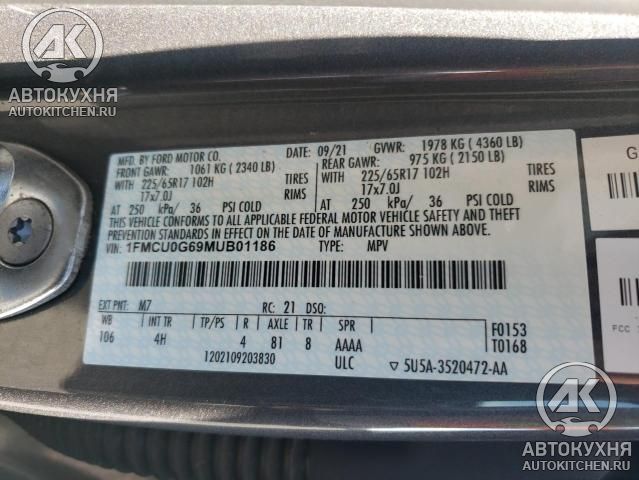 АВТОКУХНЯ
AUTOKITCHEN.RU
АВТОКУХНЯ
AUTOKITCHEN.RU
MFD. BY FORD MOTOR CO.
DATE: 09/21 GVWR: 1978 KG ( 4360 LB)
FRONT GAWR: 1061 KG ( 2340 LB)
REAR GAWR: 975 KG ( 2150 LB)
WITH 225/65R17 102H TIRES
WITH 225/65R17 102H TIRES
17x7.0J RIMS
17x7.0J RIMS
AT 250 kPa/ 36 PSI COLD
AT 250 kPa/ 36 PSI COLD
THIS VEHICLE CONFORMS TO ALL APPLICABLE FEDERAL MOTOR VEHICLE SAFETY AND THEFT
PREVENTION STANDARDS IN EFFECT ON THE DATE OF MANUFACTURE SHOWN ABOVE.
VIN: 1FMCU0G69MUB01186 TYPE: MPV
EXT PNT: M7 RC: 21 DSO:
WB INT TR TP/PS R AXLE TR SPR
106 4H 4 81 8 AAAA
F0153
T0168
1202109203830 ULC 5U5A-3520472-AA
G
FCC
АВТОКУХНЯ
AUTOKITCHEN.RU